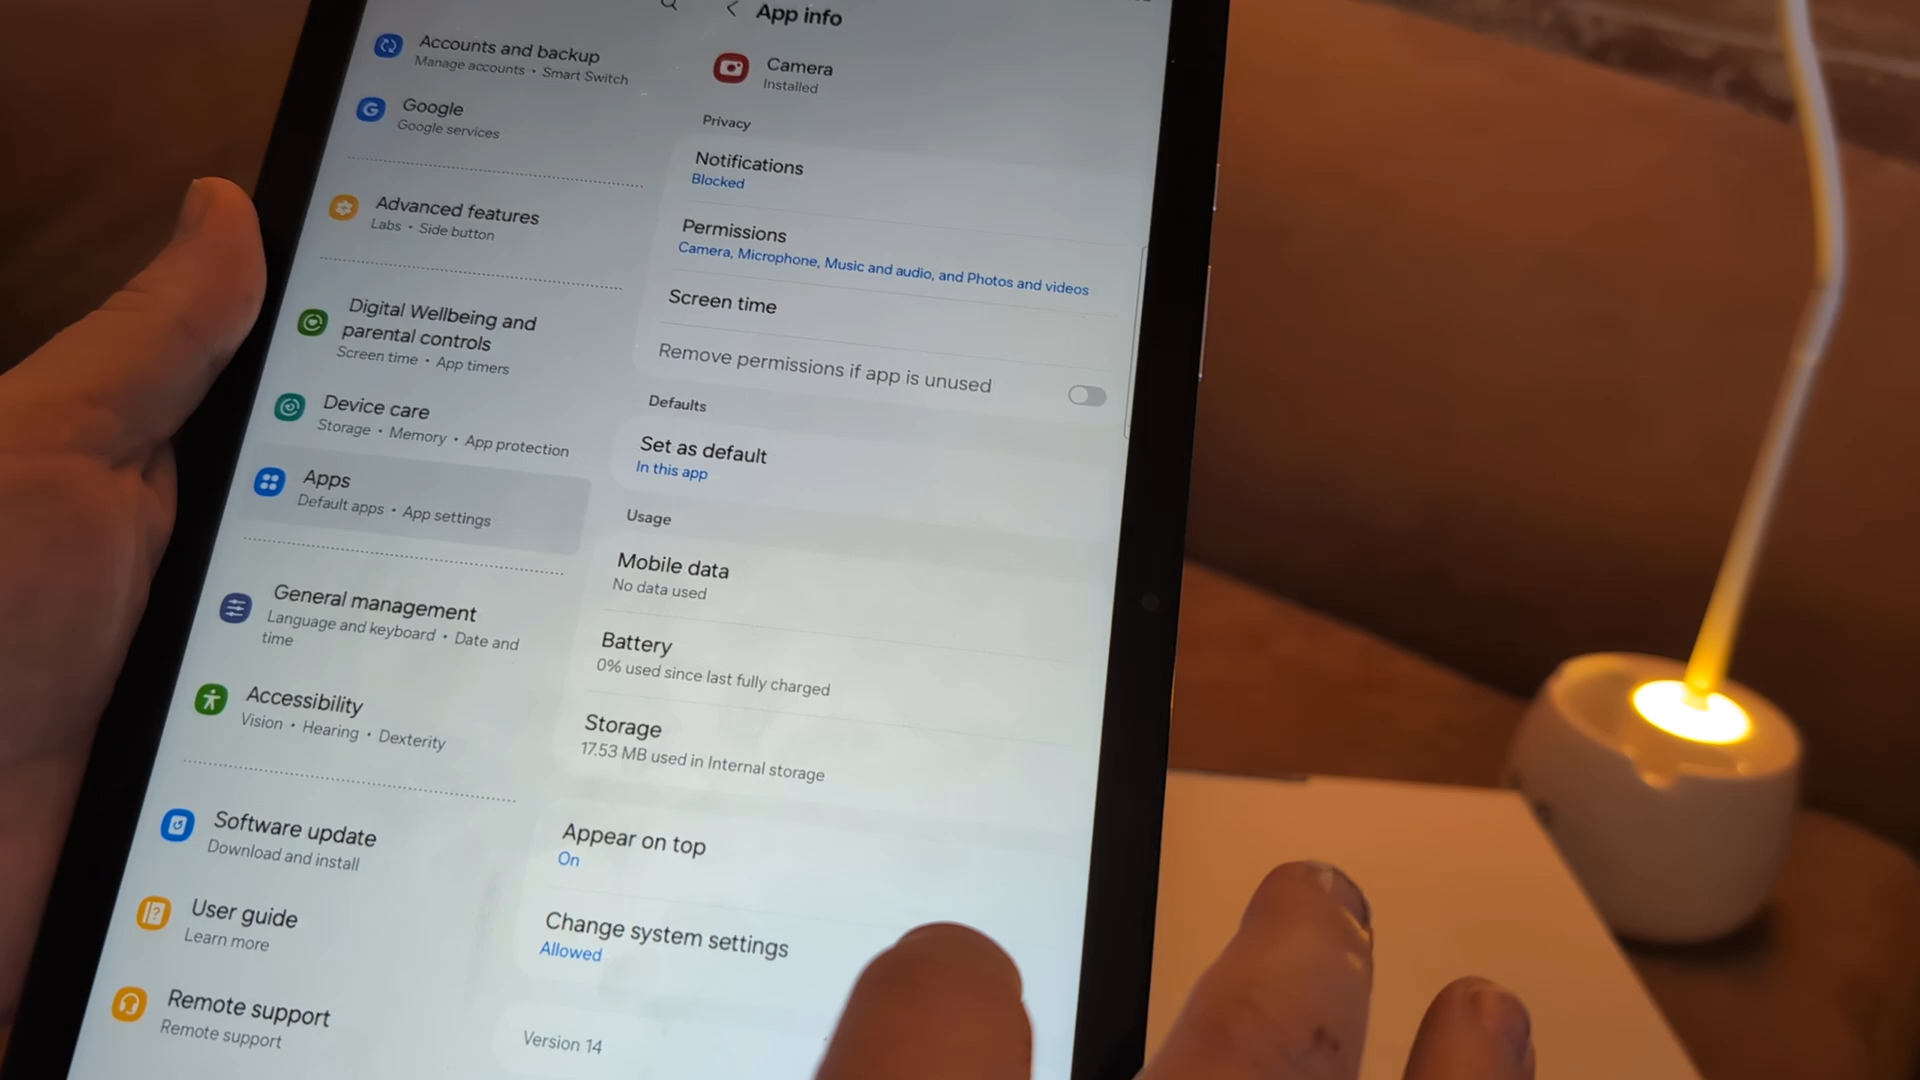 Accounts and backup
Manage accounts • Smart Switch
Google
Google services
Advanced features
Labs • Side button
Digital Wellbeing and
parental controls
Screen time • App timers
Device care
Storage • Memory • App protection
Apps
Default apps • App settings
General management
Language and keyboard • Date and
time
Accessibility
Vision • Hearing • Dexterity
Software update
Download and install
User guide
Learn more
Remote support
Remote support
App info
Camera
Installed
Privacy
Notifications
Blocked
Permissions
Camera, Microphone, Music and audio, and Photos and videos
Screen time
Remove permissions if app is unused
Defaults
Set as default
In this app
Usage
Mobile data
No data used
Battery
0% used since last fully charged
Storage
17.53 MB used in Internal storage
Appear on top
On
Change system settings
Allowed
Version 14